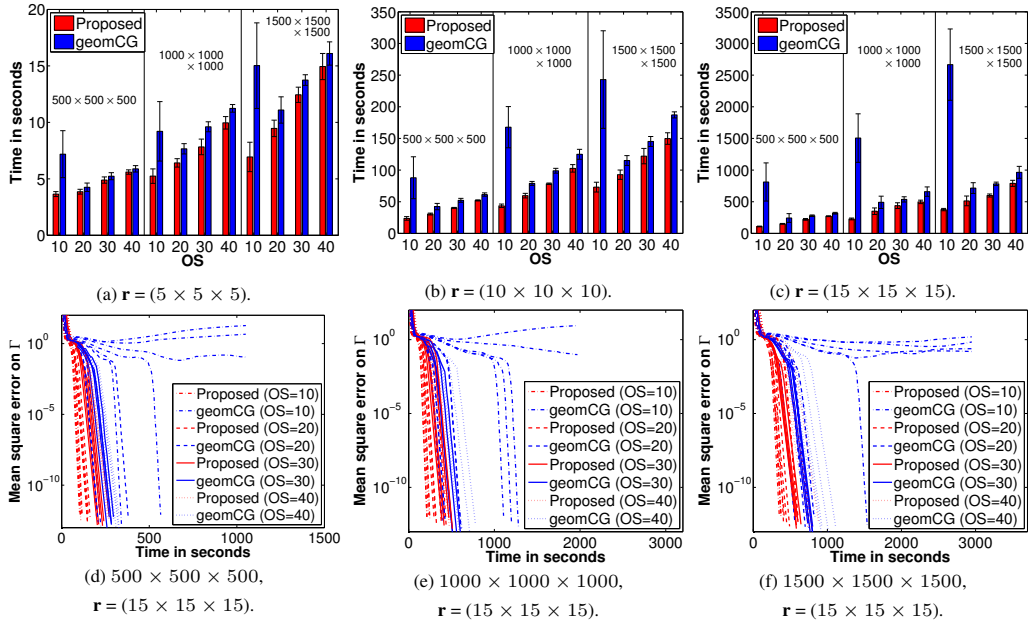 Proposed
geomCG
500 × 500 × 500
1000 × 1000
× 1000
1500 × 1500
× 1500
Time in seconds
20
15
10
5
0
10 20 30 40 10 20 30 40 10 20 30 40
OS
(a) r = (5 × 5 × 5).
Proposed
geomCG
500 × 500 × 500
1000 × 1000
× 1000
1500 × 1500
× 1500
Time in seconds
350
300
250
200
150
100
50
0
10 20 30 40 10 20 30 40 10 20 30 40
OS
(b) r = (10 × 10 × 10).
Proposed
geomCG
500 × 500 × 500
1000 × 1000
× 1000
1500 × 1500
× 1500
Time in seconds
3500
3000
2500
2000
1500
1000
500
0
10 20 30 40 10 20 30 40 10 20 30 40
OS
(c) r = (15 × 15 × 15).
Mean square error on Γ
10^0
10^−5
10^−10
Proposed (OS=10)
geomCG (OS=10)
Proposed (OS=20)
geomCG (OS=20)
Proposed (OS=30)
geomCG (OS=30)
Proposed (OS=40)
geomCG (OS=40)
0 500 1000 1500
Time in seconds
(d) 500 × 500 × 500,
r = (15 × 15 × 15).
Mean square error on Γ
10^0
10^−5
10^−10
Proposed (OS=10)
geomCG (OS=10)
Proposed (OS=20)
geomCG (OS=20)
Proposed (OS=30)
geomCG (OS=30)
Proposed (OS=40)
geomCG (OS=40)
0 1000 2000 3000
Time in seconds
(e) 1000 × 1000 × 1000,
r = (15 × 15 × 15).
Mean square error on Γ
10^0
10^−5
10^−10
Proposed (OS=10)
geomCG (OS=10)
Proposed (OS=20)
geomCG (OS=20)
Proposed (OS=30)
geomCG (OS=30)
Proposed (OS=40)
geomCG (OS=40)
0 1000 2000 3000
Time in seconds
(f) 1500 × 1500 × 1500,
r = (15 × 15 × 15).